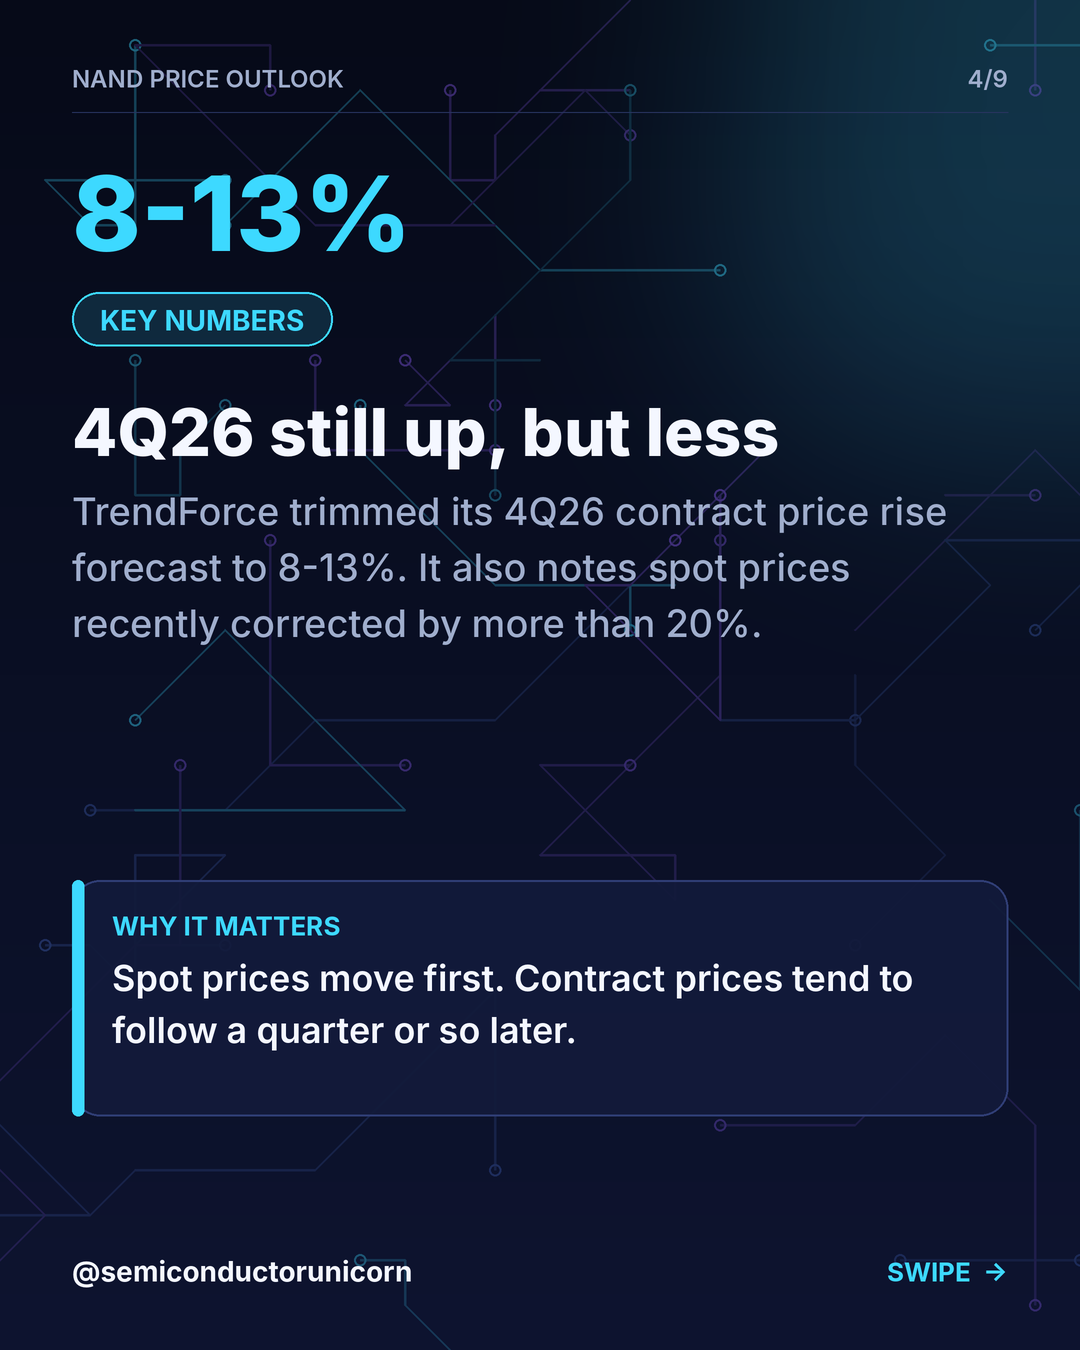 NAND PRICE OUTLOOK
4/9
8-13%
KEY NUMBERS
4Q26 still up, but less
TrendForce trimmed its 4Q26 contract price rise
forecast to 8-13%. It also notes spot prices
recently corrected by more than 20%.
WHY IT MATTERS
Spot prices move first. Contract prices tend to
follow a quarter or so later.
@semiconductorunicorn
SWIPE →